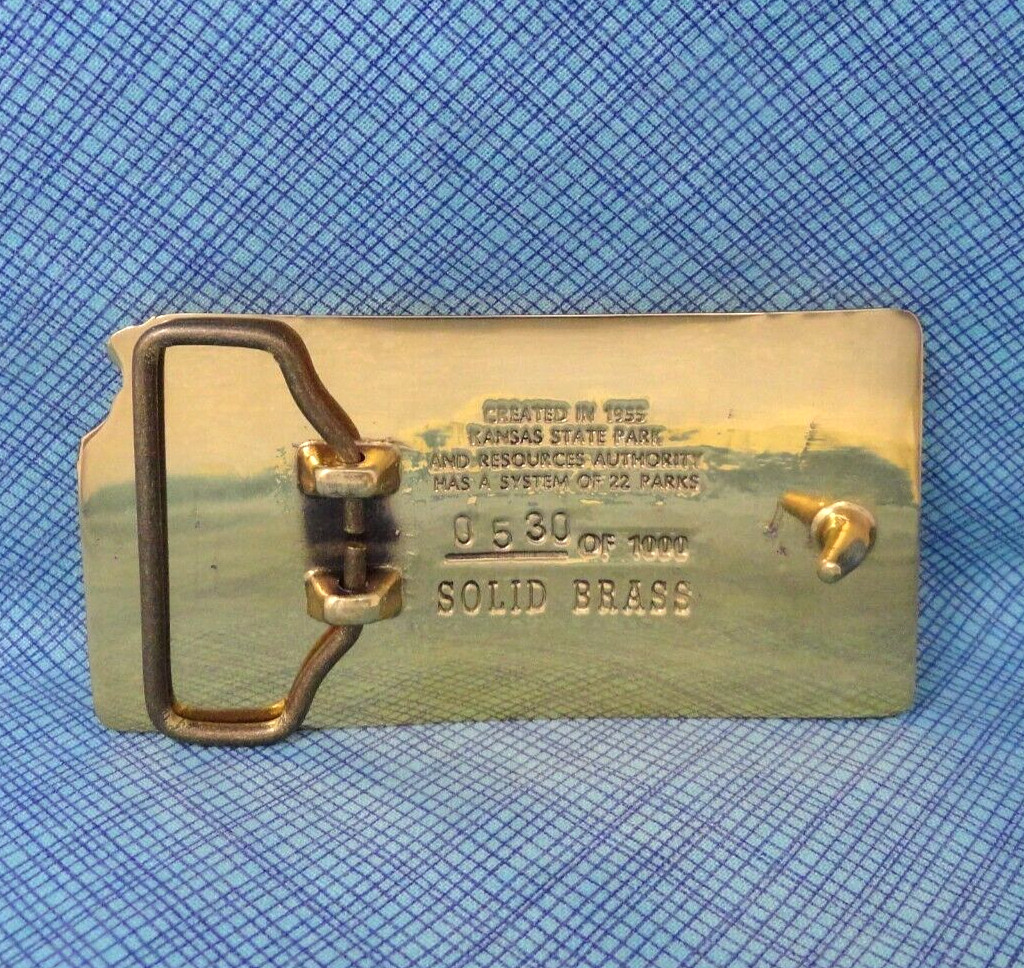 CREATED IN 1955
KANSAS STATE PARK
AND RESOURCES AUTHORITY
HAS A SYSTEM OF 22 PARKS
0530 OF 1000
SOLID BRASS